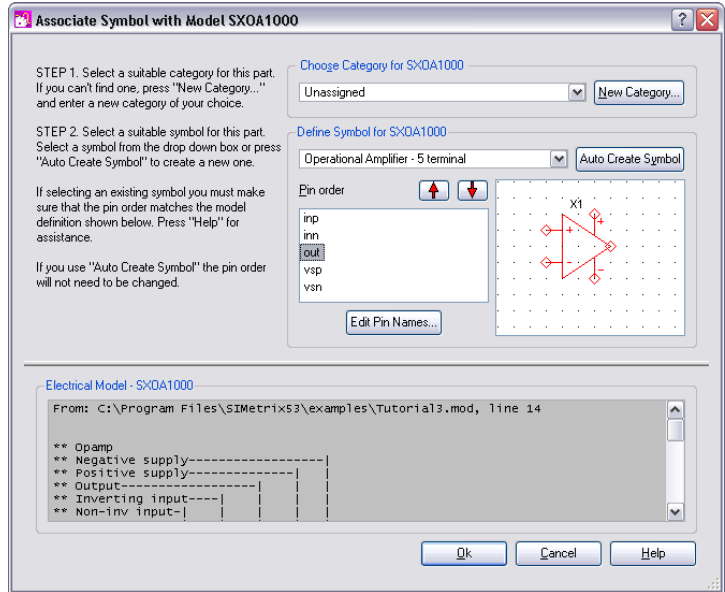 Associate Symbol with Model SXOA1000
STEP 1. Select a suitable category for this part.
If you can't find one, press "New Category..."
and enter a new category of your choice.
STEP 2. Select a suitable symbol for this part.
Select a symbol from the drop down box or press
"Auto Create Symbol" to create a new one.
If selecting an existing symbol you must make
sure that the pin order matches the model
definition shown below. Press "Help" for
assistance.
If you use "Auto Create Symbol" the pin order
will not need to be changed.
Choose Category for SXOA1000
Unassigned
New Category...
Define Symbol for SXOA1000
Operational Amplifier - 5 terminal
Auto Create Symbol
Pin order
inp
inn
out
vsp
vsn
Edit Pin Names...
X1
+
+
-
-
Electrical Model - SXOA1000
From: C:\Program Files\SIMetrix53\examples\Tutorial3.mod, line 14
** Opamp
** Negative supply-------------------|
** Positive supply---------------|   |
** Output------------------|    |   |
** Inverting input----|    |    |   |
** Non-inv input-|    |    |    |   |
Ok
Cancel
Help